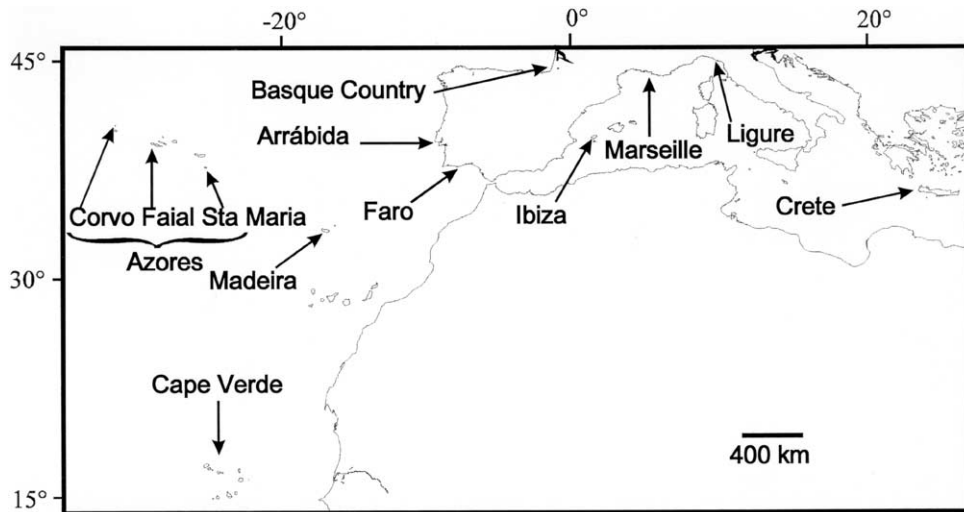 -20° 0° 20°
45°
Basque Country
Arrábida
Marseille
Ligure
Corvo Faial Sta Maria
Faro
Ibiza
Crete
Azores
Madeira
30°
Cape Verde
400 km
15°